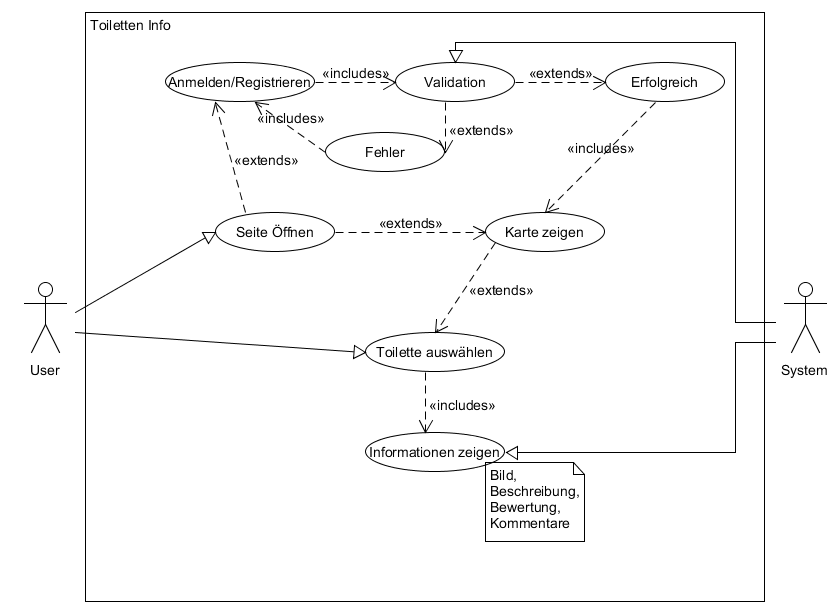 Toiletten Info
Anmelden/Registrieren
«includes»
Validation
«extends»
Erfolgreich
«includes»
«extends»
Fehler
«includes»
«extends»
Seite Öffnen
«extends»
Karte zeigen
«extends»
User
Toilette auswählen
System
«includes»
Informationen zeigen
Bild,
Beschreibung,
Bewertung,
Kommentare